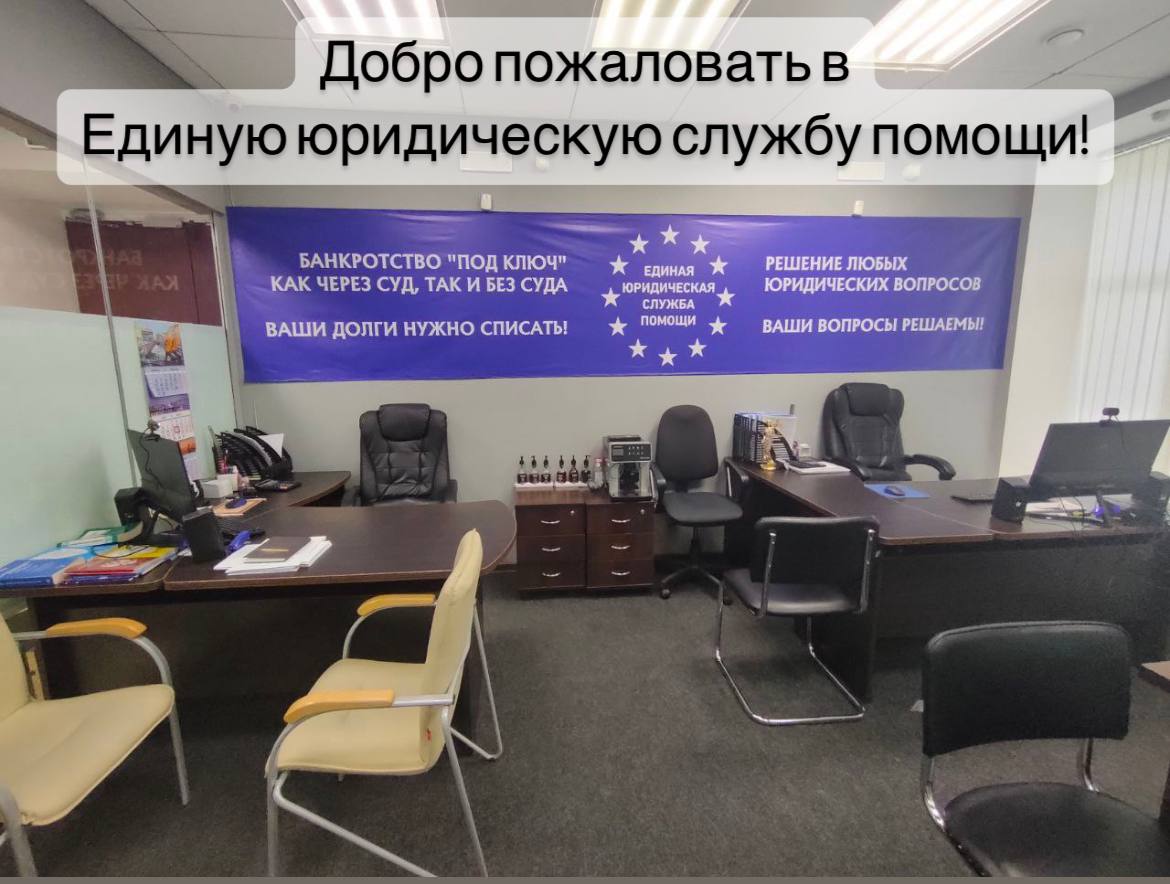 Добро пожаловать в
Единую юридическую службу помощи!
БАНКРОТСТВО "ПОД КЛЮЧ"
КАК ЧЕРЕЗ СУД, ТАК И БЕЗ СУДА
ВАШИ ДОЛГИ НУЖНО СПИСАТЬ!
ЕДИНАЯ
ЮРИДИЧЕСКАЯ
СЛУЖБА
ПОМОЩИ
РЕШЕНИЕ ЛЮБЫХ
ЮРИДИЧЕСКИХ ВОПРОСОВ
ВАШИ ВОПРОСЫ РЕШАЕМЫ!